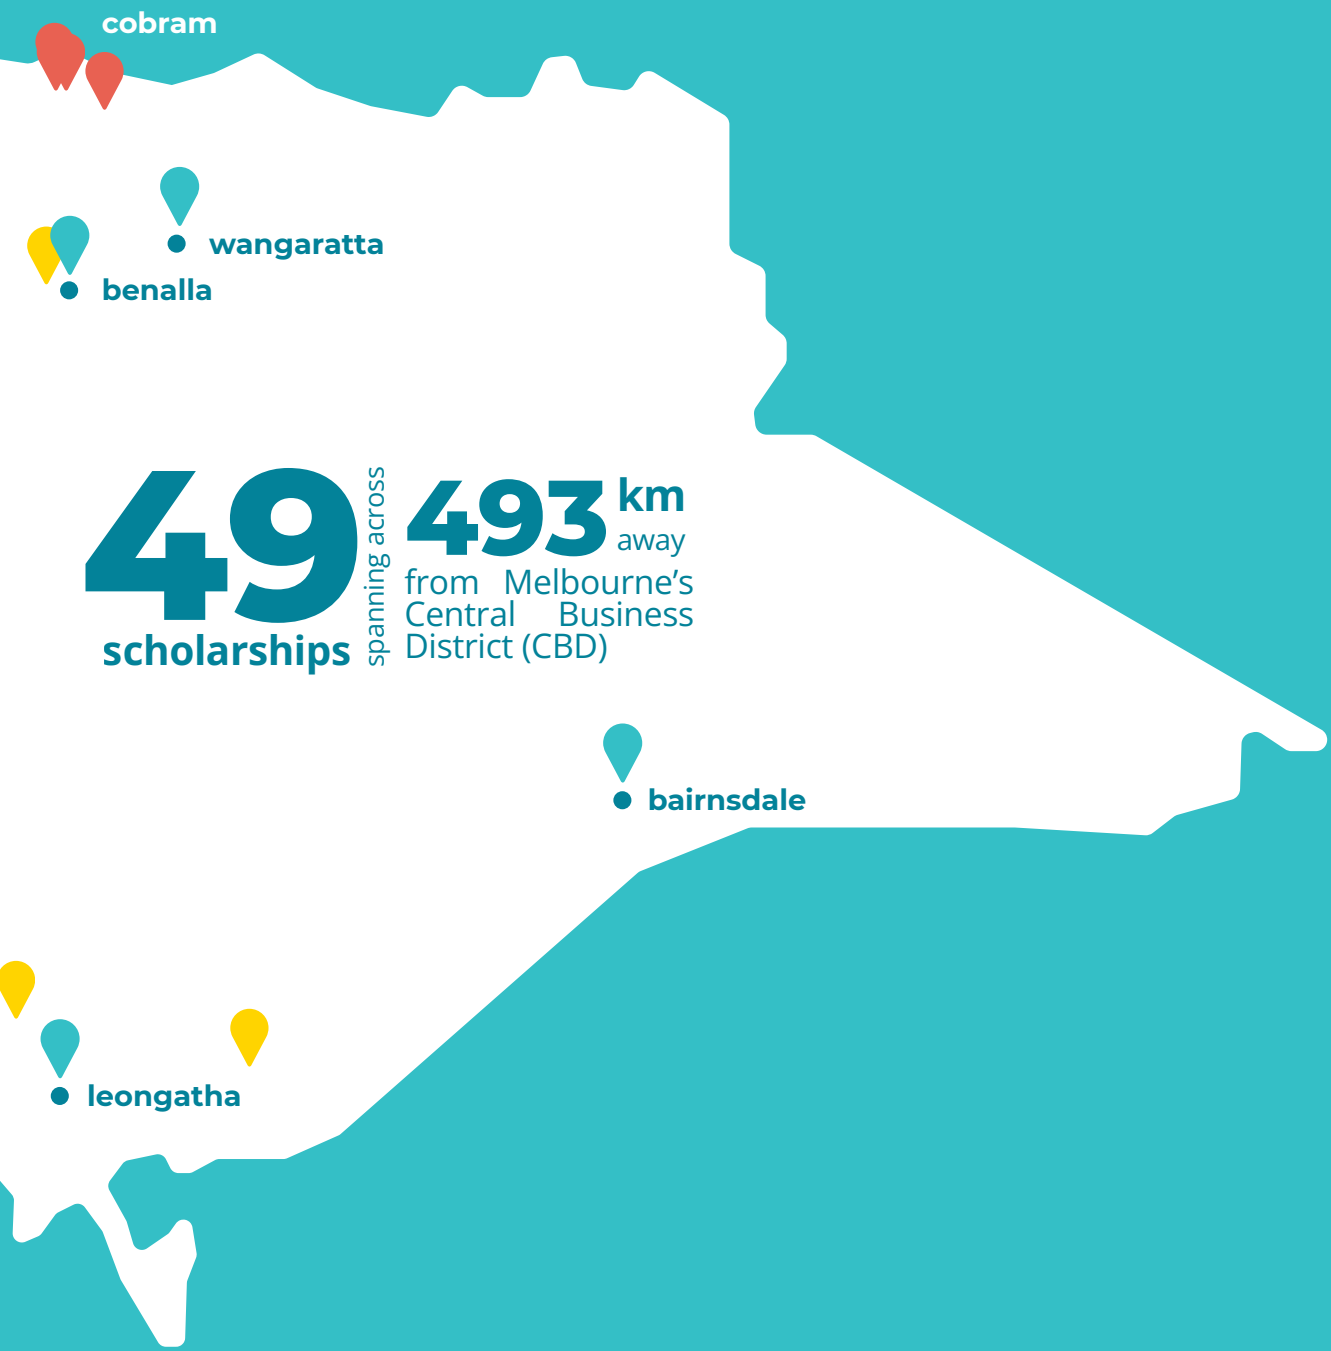 cobram
wangaratta
benalla
49
scholarships
spanning across
493 km
away
from Melbourne’s
Central Business
District (CBD)
bairnsdale
leongatha